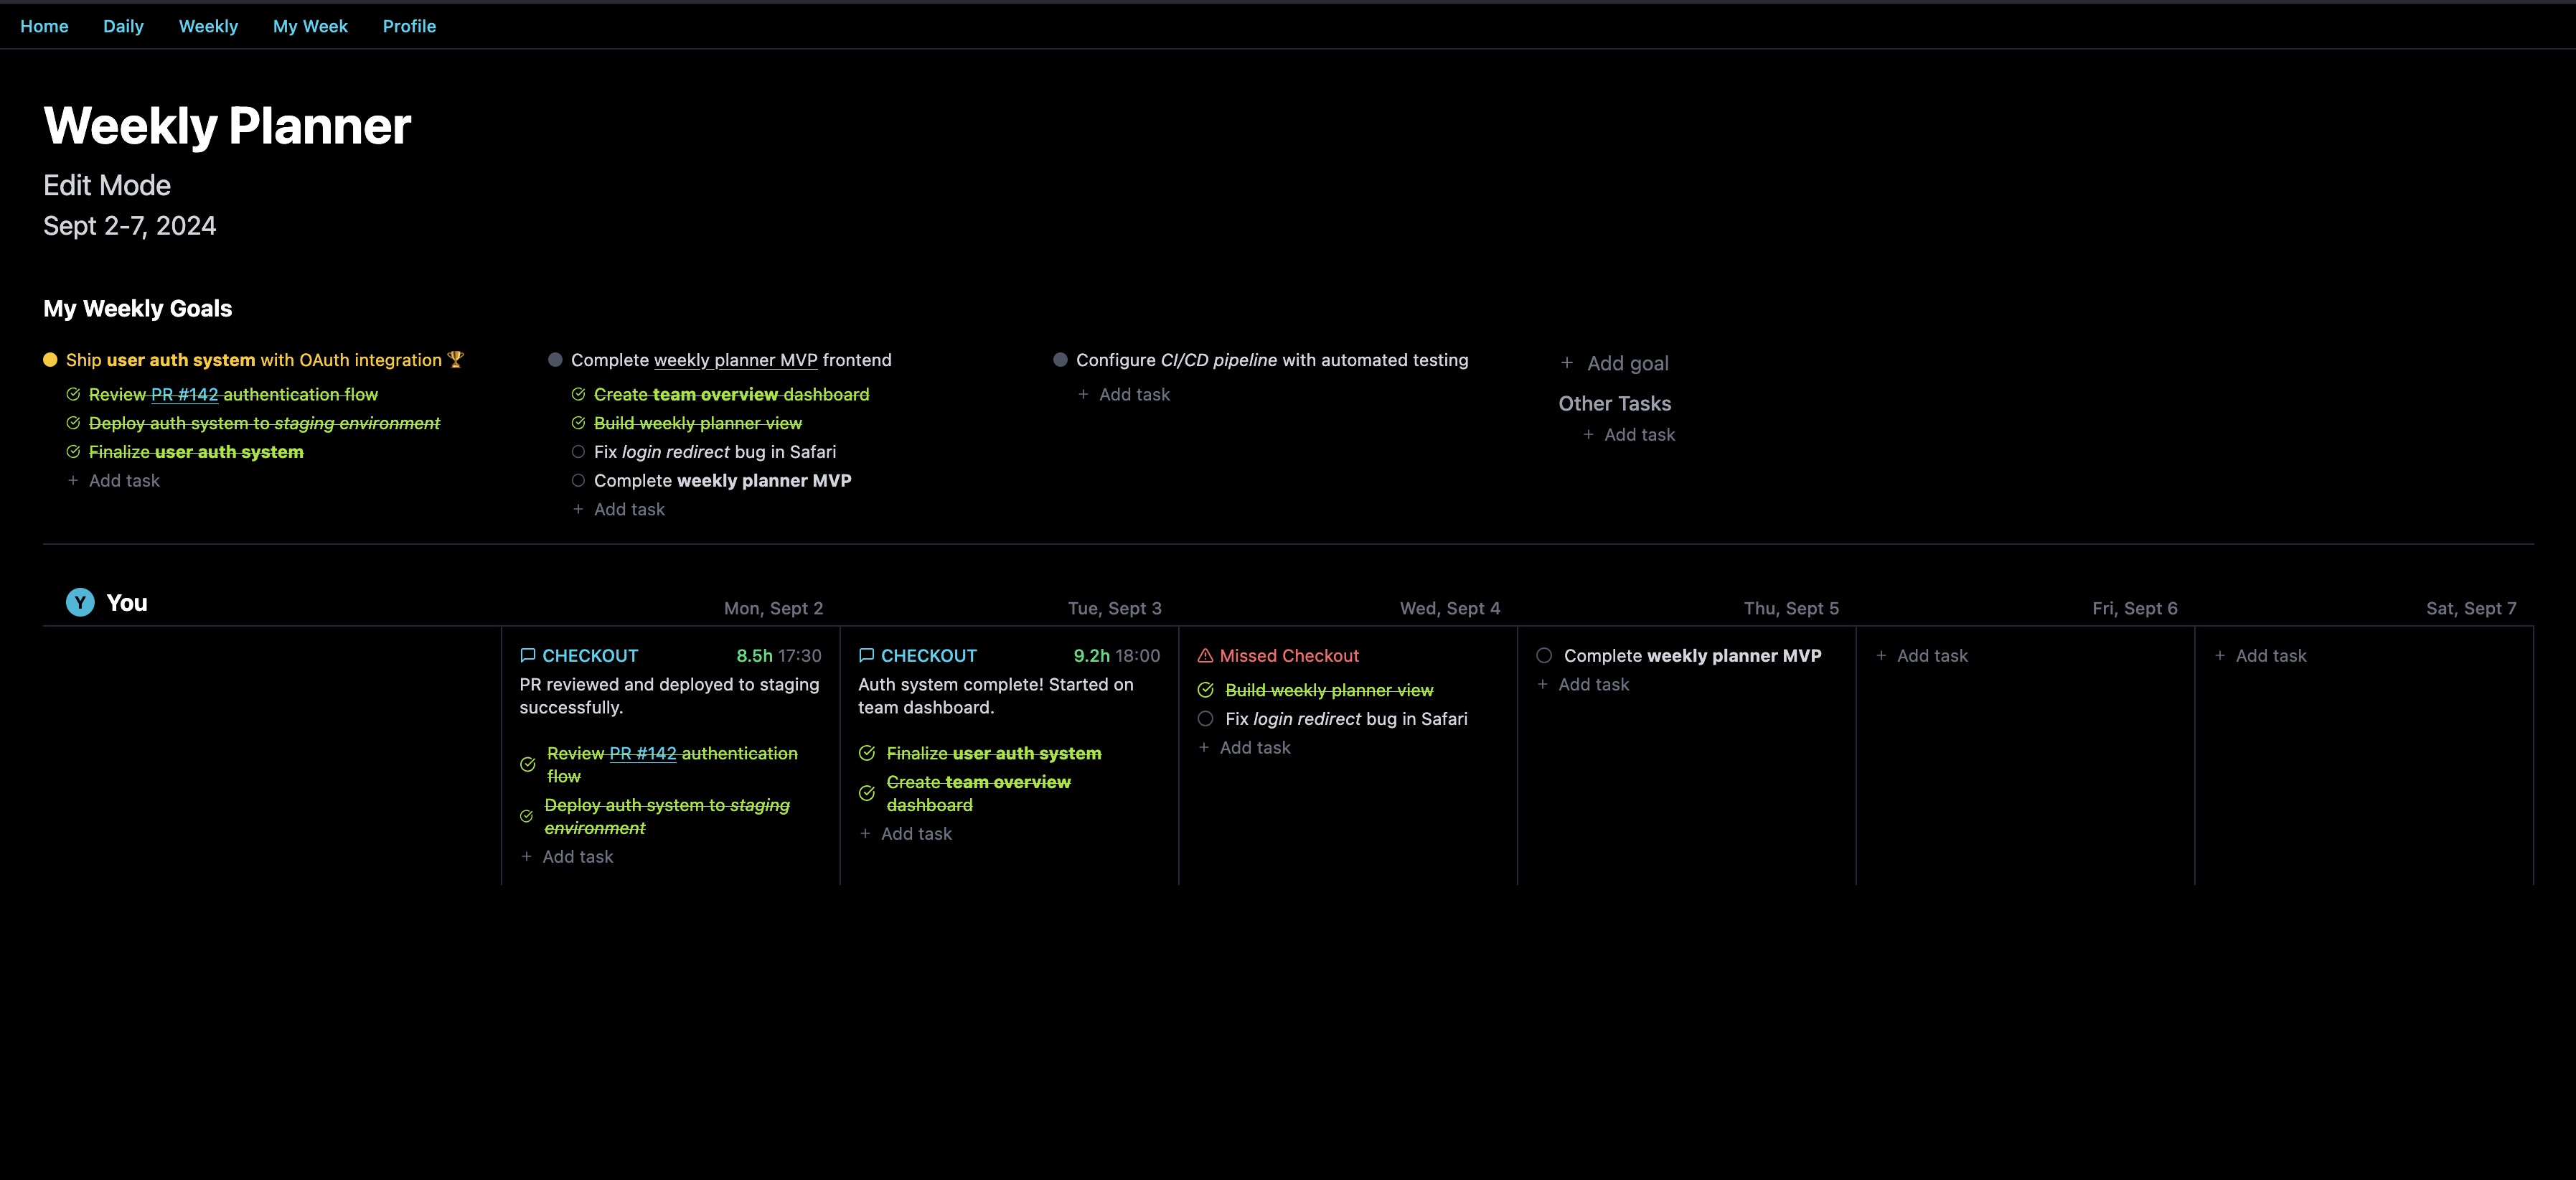 Home Daily Weekly My Week Profile
Weekly Planner
Edit Mode
Sept 2-7, 2024
My Weekly Goals
Ship user auth system with OAuth integration 🏆
Review PR #142 authentication flow
Deploy auth system to staging environment
Finalize user auth system
+ Add task
Complete weekly planner MVP frontend
Create team overview dashboard
Build weekly planner view
Fix login redirect bug in Safari
Complete weekly planner MVP
+ Add task
Configure CI/CD pipeline with automated testing
+ Add task
+ Add goal
Other Tasks
+ Add task
Y You
Mon, Sept 2
Tue, Sept 3
Wed, Sept 4
Thu, Sept 5
Fri, Sept 6
Sat, Sept 7
CHECKOUT 8.5h 17:30
PR reviewed and deployed to staging
successfully.
Review PR #142 authentication
flow
Deploy auth system to staging
environment
+ Add task
CHECKOUT 9.2h 18:00
Auth system complete! Started on
team dashboard.
Finalize user auth system
Create team overview
dashboard
+ Add task
Missed Checkout
Build weekly planner view
Fix login redirect bug in Safari
+ Add task
Complete weekly planner MVP
+ Add task
+ Add task
+ Add task